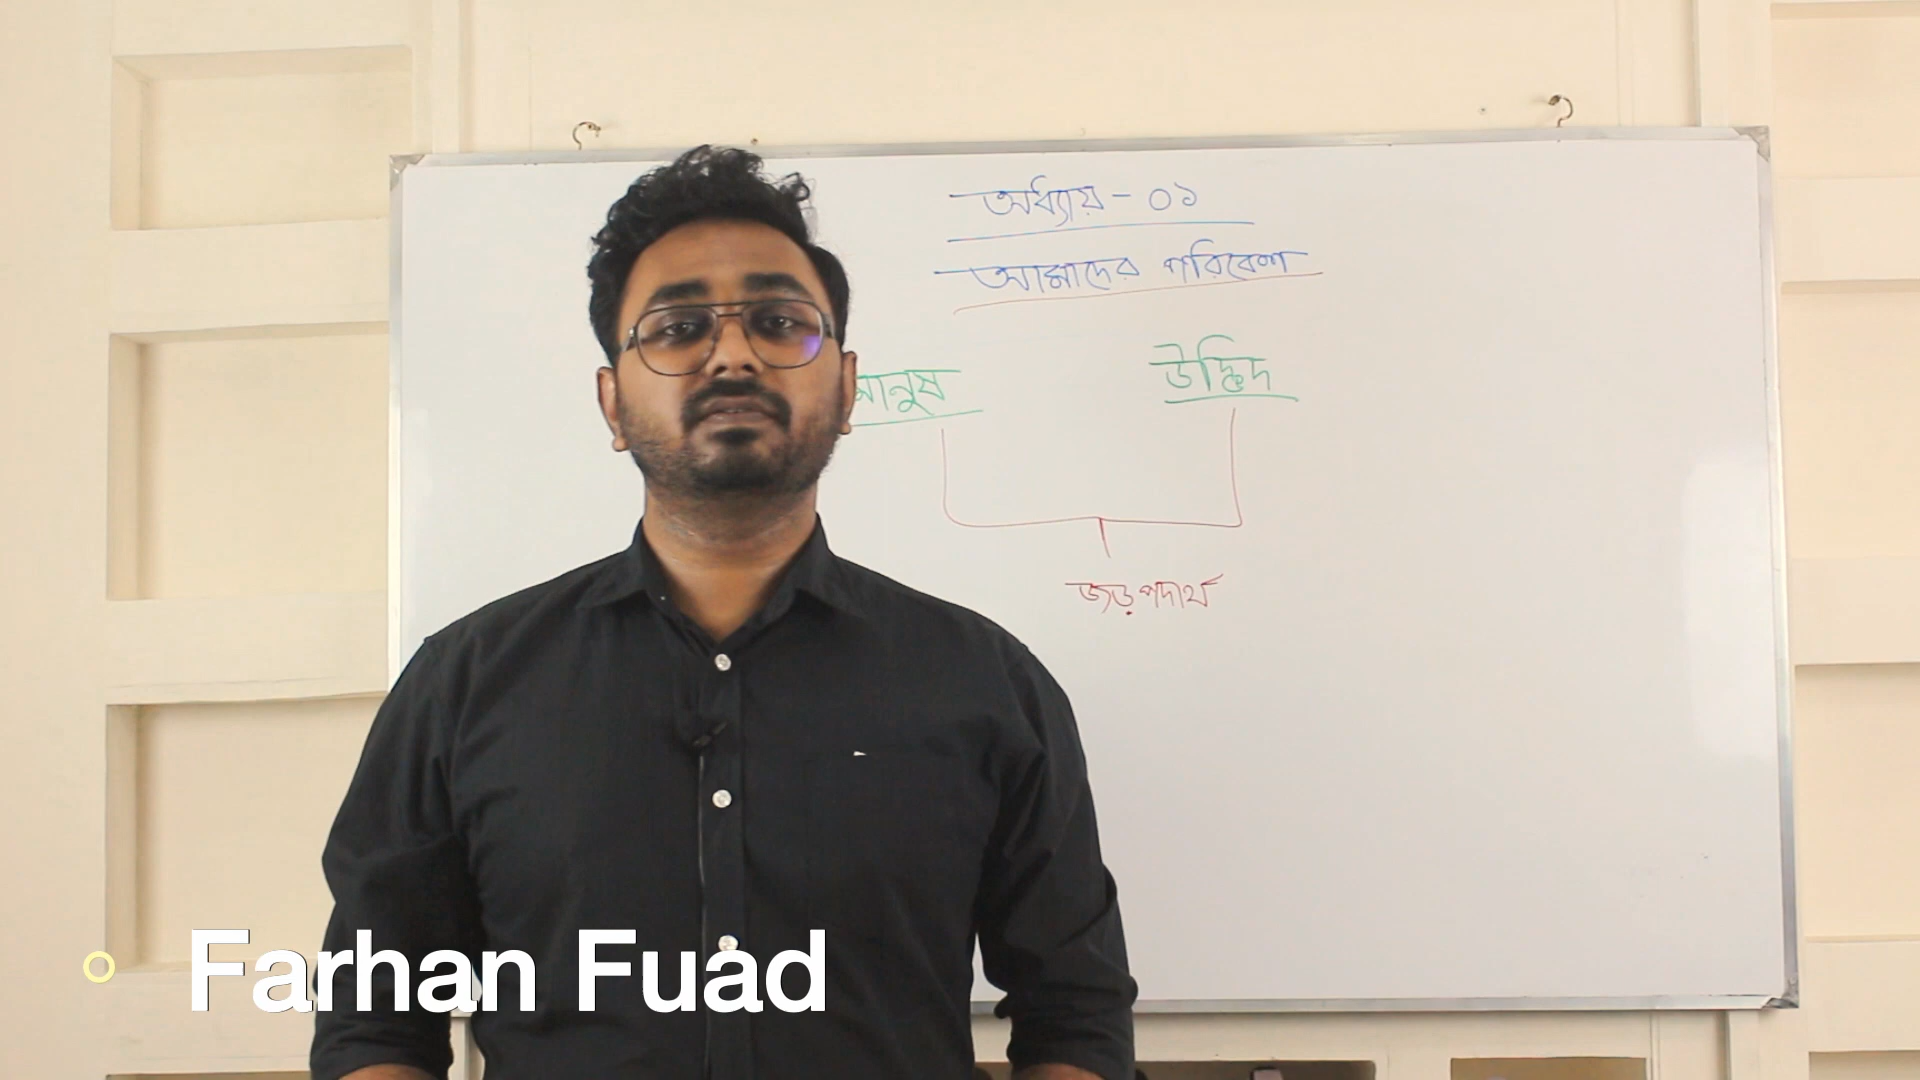 অধ্যায় - ০১
আমাদের পরিবেশ
মানুষ
উদ্ভিদ
জড়পদার্থ
Farhan Fuad